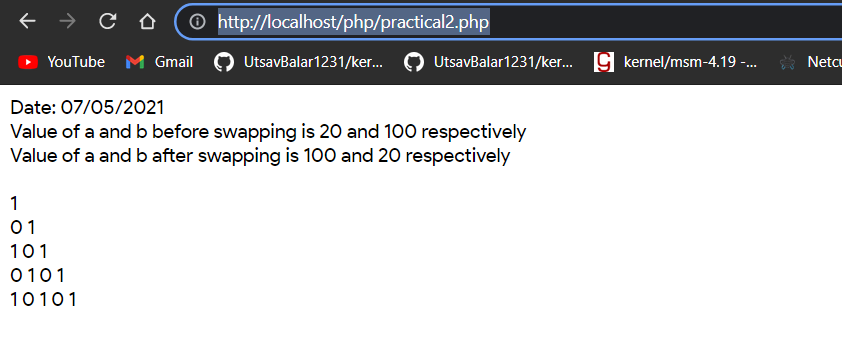 http://localhost/php/practical2.php
YouTube Gmail UtsavBalar1231/ker... UtsavBalar1231/ker... kernel/msm-4.19 -... Netcu
Date: 07/05/2021
Value of a and b before swapping is 20 and 100 respectively
Value of a and b after swapping is 100 and 20 respectively
1
0 1
1 0 1
0 1 0 1
1 0 1 0 1